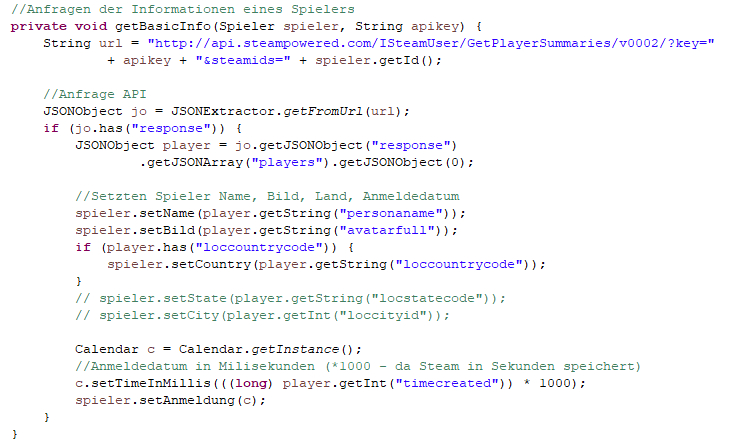 //Anfragen der Informationen eines Spielers
private void getBasicInfo(Spieler spieler, String apikey) {
    String url = "http://api.steampowered.com/ISteamUser/GetPlayerSummaries/v0002/?key="
            + apikey + "&steamids=" + spieler.getId();

    //Anfrage API
    JSONObject jo = JSONExtractor.getFromUrl(url);
    if (jo.has("response")) {
        JSONObject player = jo.getJSONObject("response")
                .getJSONArray("players").getJSONObject(0);

        //Setzten Spieler Name, Bild, Land, Anmeldedatum
        spieler.setName(player.getString("personaname"));
        spieler.setBild(player.getString("avatarfull"));
        if (player.has("loccountrycode")) {
            spieler.setCountry(player.getString("loccountrycode"));
        }
        // spieler.setState(player.getString("locstatecode"));
        // spieler.setCity(player.getInt("loccityid"));

        Calendar c = Calendar.getInstance();
        //Anmeldedatum in Milisekunden (*1000 - da Steam in Sekunden speichert)
        c.setTimeInMillis(((long) player.getInt("timecreated")) * 1000);
        spieler.setAnmeldung(c);
    }
}